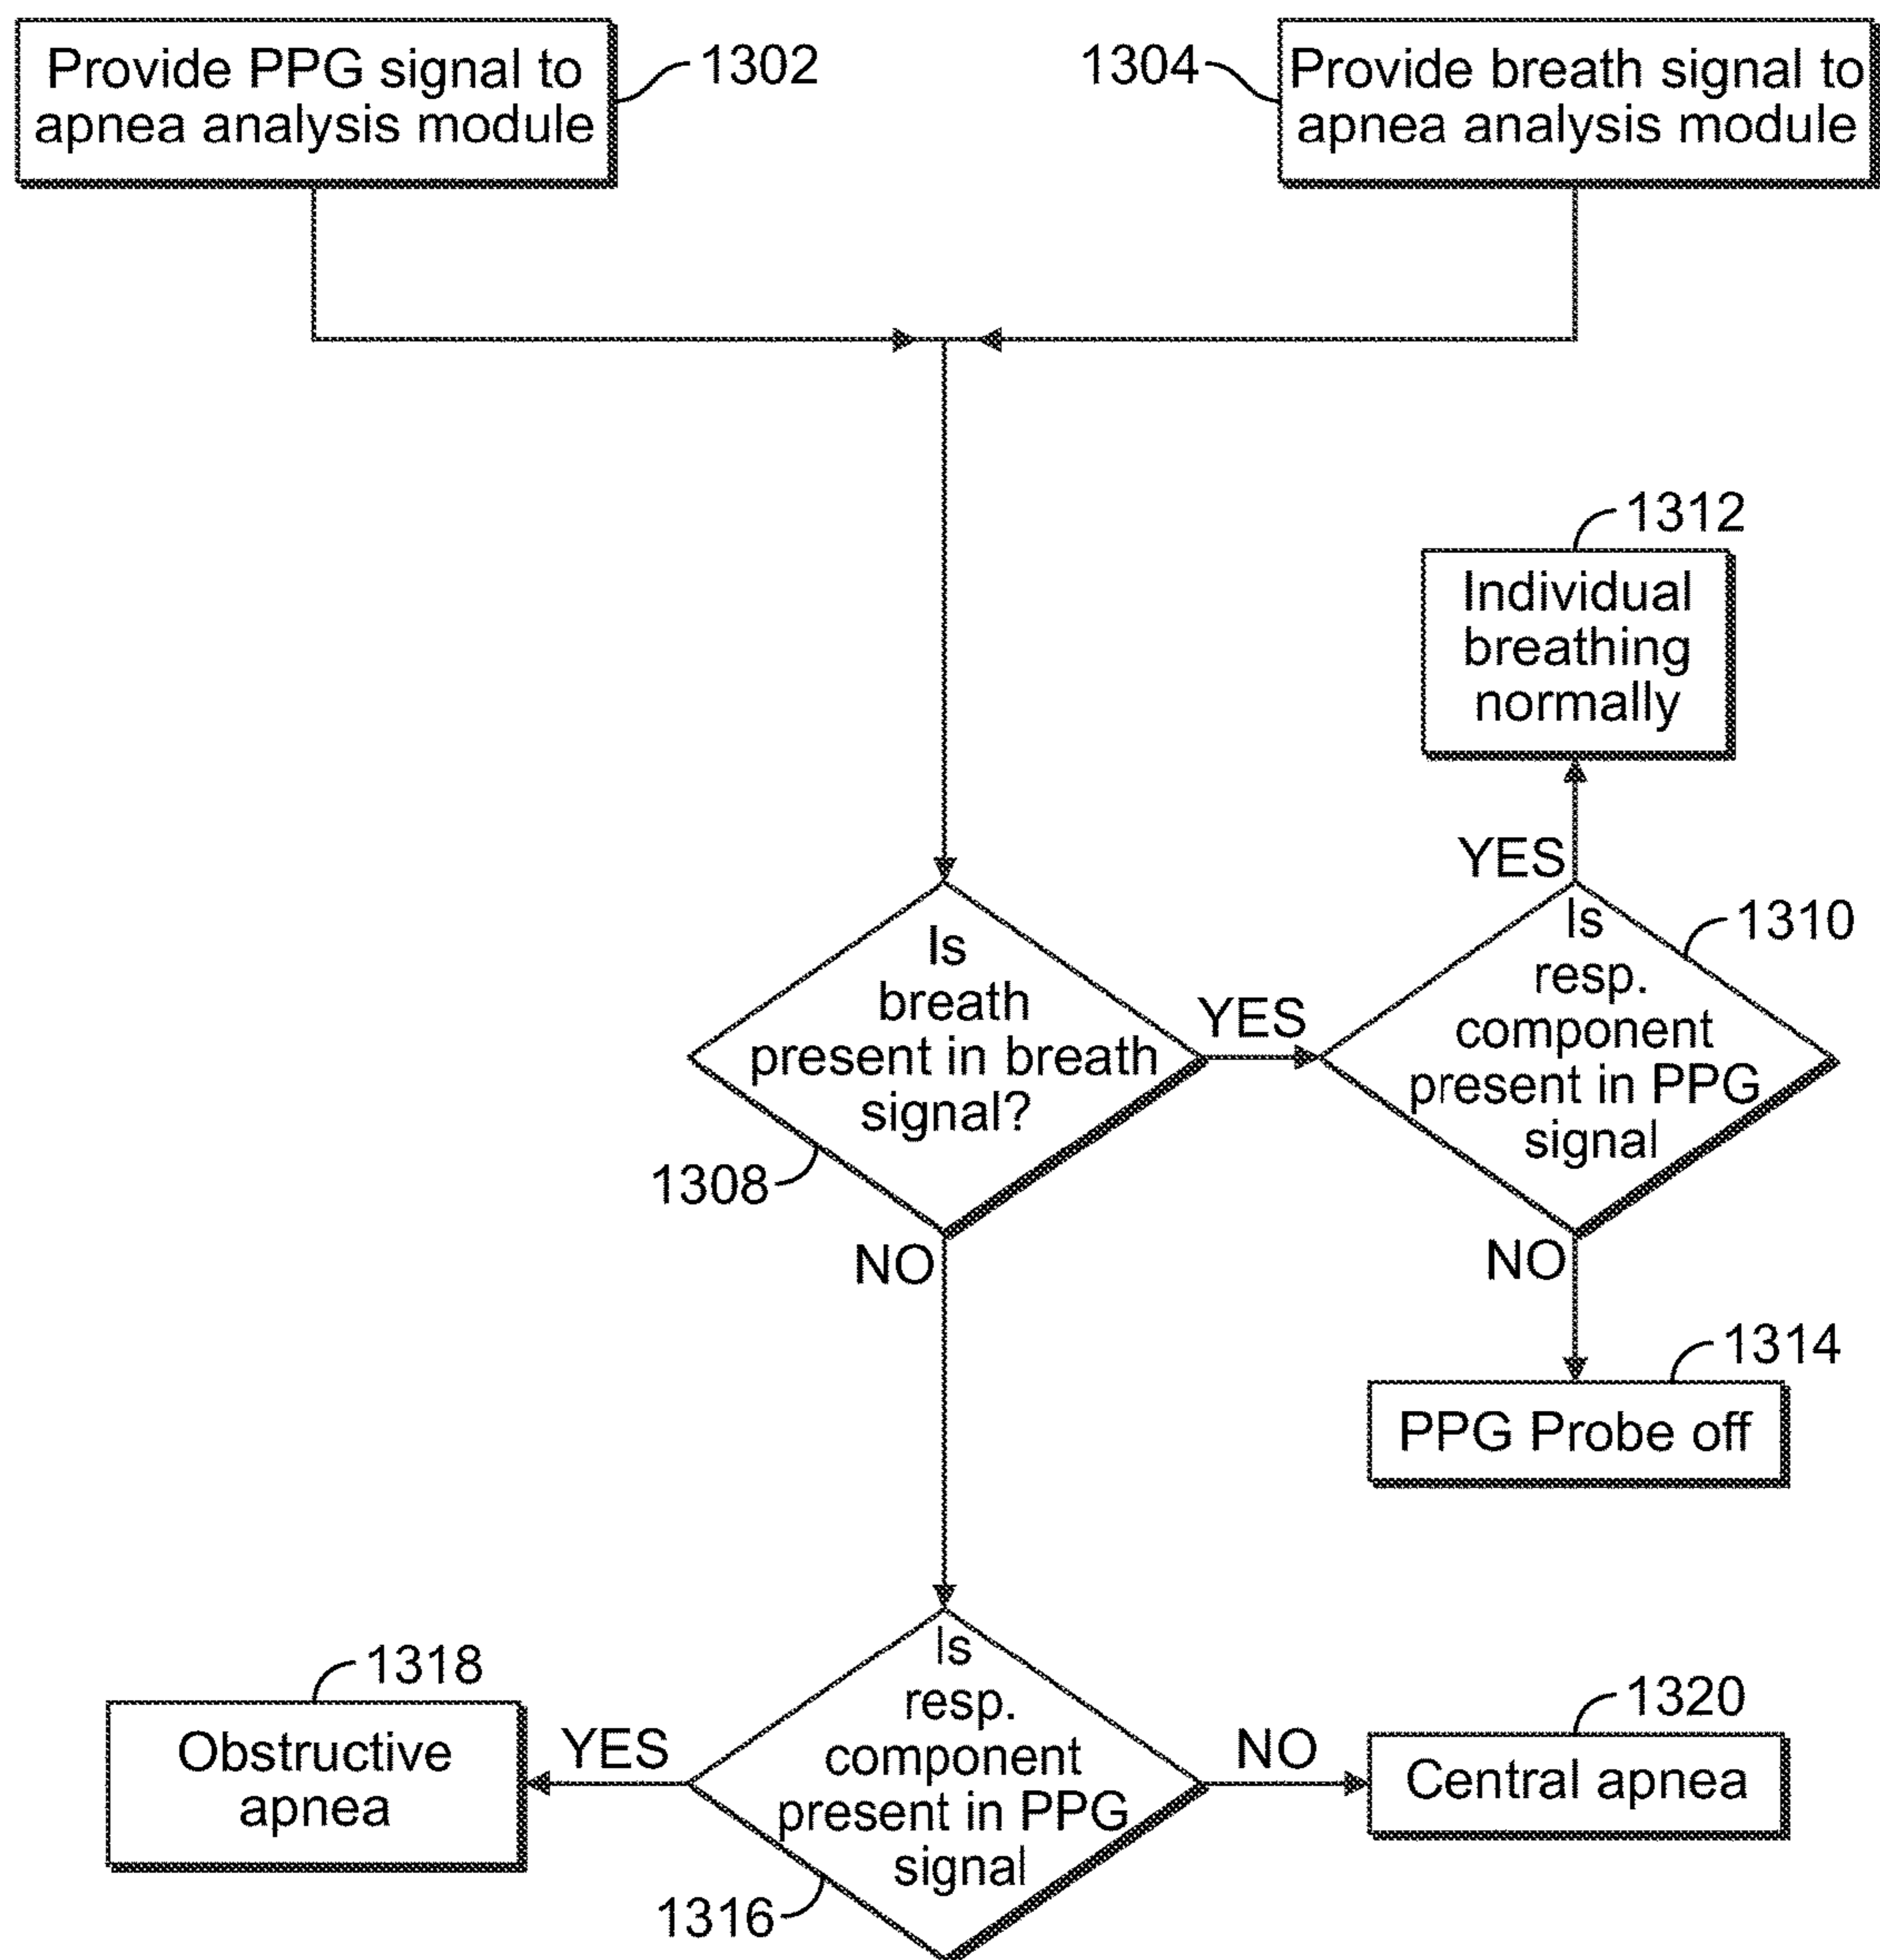 Provide PPG signal to
apnea analysis module
1302
1304
Provide breath signal to
apnea analysis module
1312
Individual
breathing
normally
YES
Is
resp.
component
present in PPG
signal
1310
Is
breath
present in breath
signal?
YES
1308
NO
NO
1314
PPG Probe off
1318
Obstructive
apnea
YES
Is
resp.
component
present in PPG
signal
NO
1320
Central apnea
1316